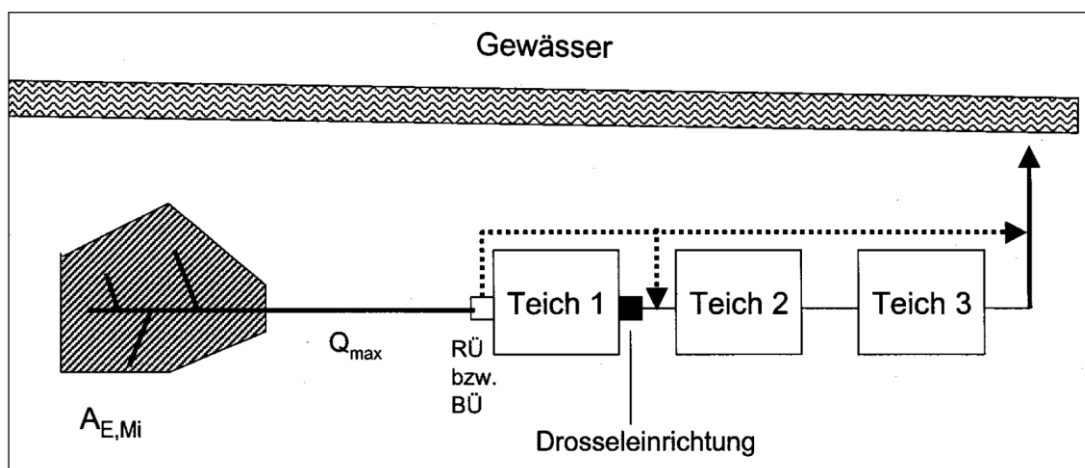 Gewässer
Teich 1
Teich 2
Teich 3
Q_max
RÜ
bzw.
BÜ
A_E,Mi
Drosseleinrichtung